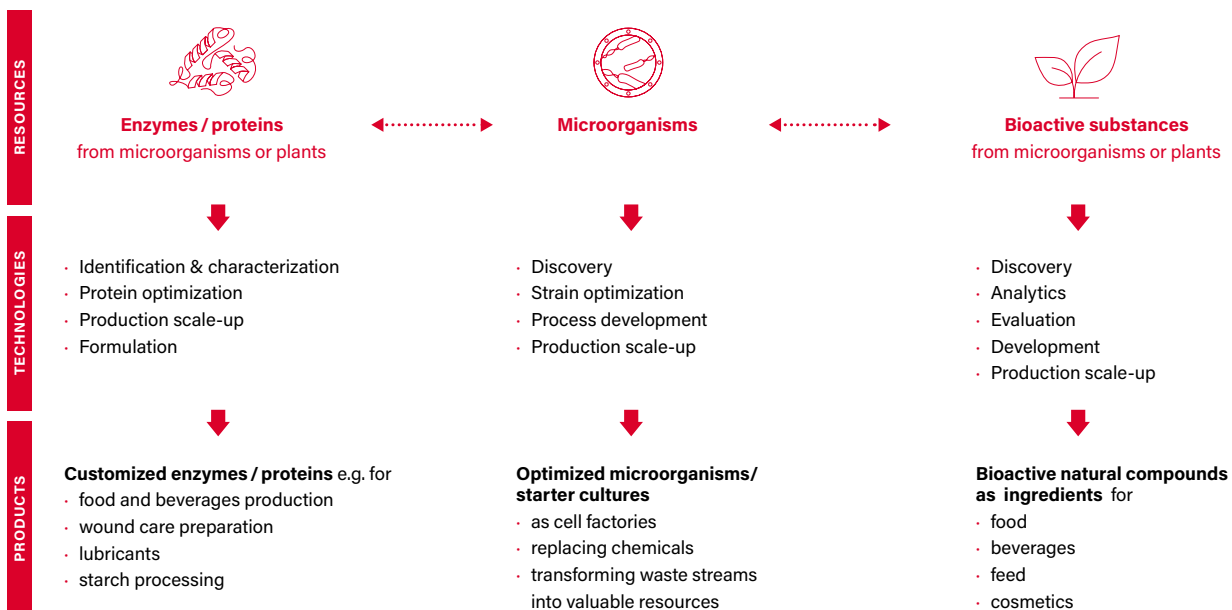 RESOURCES
Enzymes / proteins
from microorganisms or plants
Microorganisms
Bioactive substances
from microorganisms or plants
TECHNOLOGIES
· Identification & characterization
· Protein optimization
· Production scale-up
· Formulation
· Discovery
· Strain optimization
· Process development
· Production scale-up
· Discovery
· Analytics
· Evaluation
· Development
· Production scale-up
PRODUCTS
Customized enzymes / proteins e.g. for
· food and beverages production
· wound care preparation
· lubricants
· starch processing
Optimized microorganisms/
starter cultures
· as cell factories
· replacing chemicals
· transforming waste streams
into valuable resources
Bioactive natural compounds
as ingredients for
· food
· beverages
· feed
· cosmetics